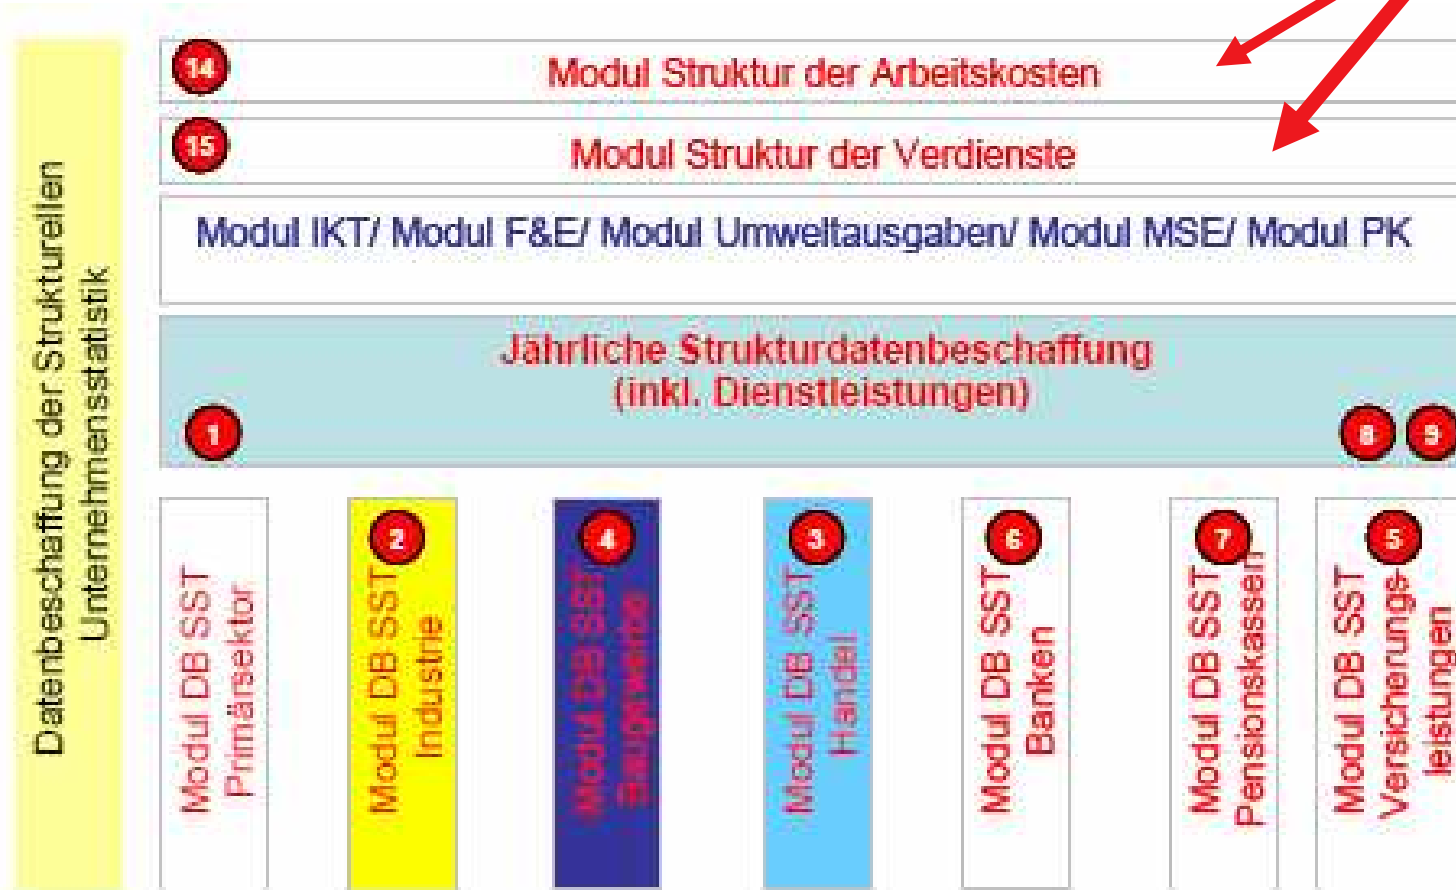 Datenbeschaffung der Strukturellen
Unternehmensstatistik
14
Modul Struktur der Arbeitskosten
15
Modul Struktur der Verdienste
Modul IKT/ Modul F&E/ Modul Umweltausgaben/ Modul MSE/ Modul PK
Jährliche Strukturdatenbeschaffung
(inkl. Dienstleistungen)
1
8
9
Modul DB SST
Primärsektor
2
Modul DB SST
Industrie
4
Modul DB SST
Baugewerbe
3
Modul DB SST
Handel
6
Modul DB SST
Banken
7
Modul DB SST
Pensionskassen
5
Modul DB SST
Versicherungs-
leistungen